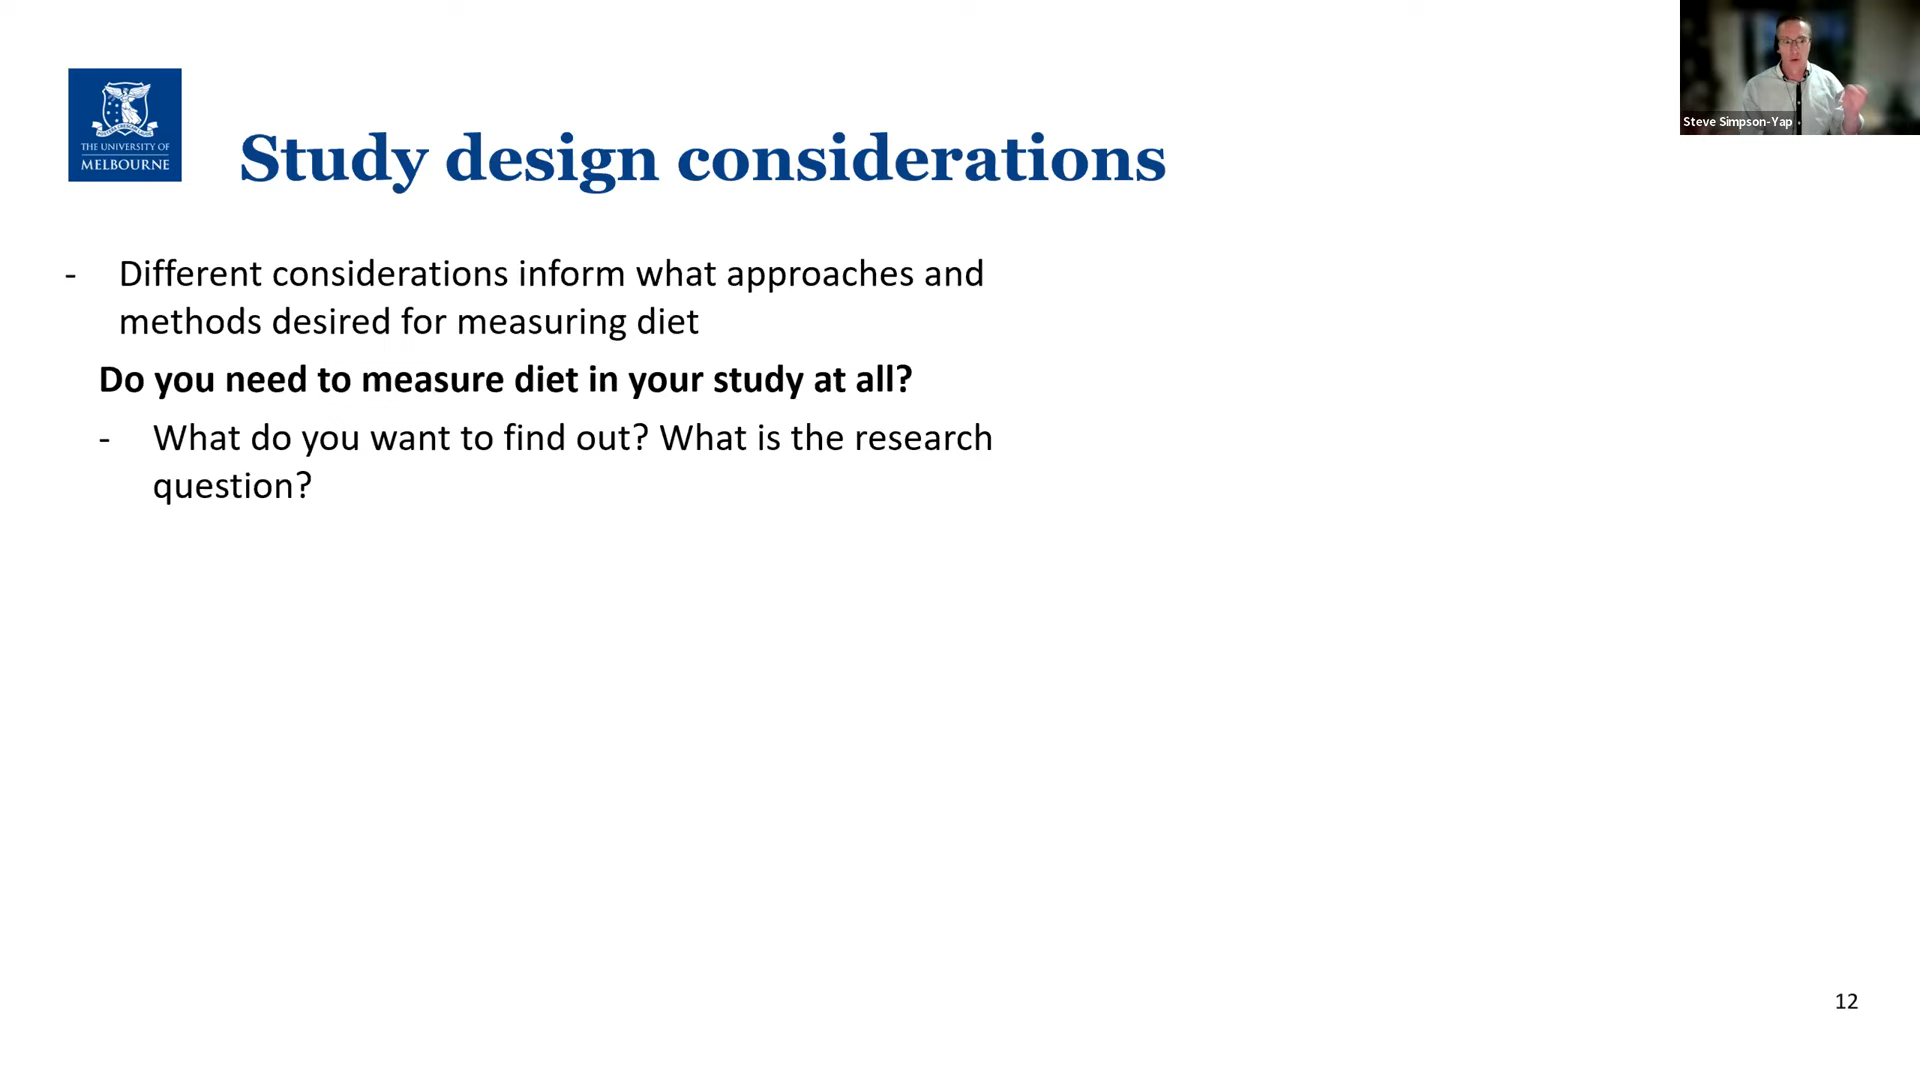 THE UNIVERSITY OF
MELBOURNE
Study design considerations
Steve Simpson-Yap
- Different considerations inform what approaches and
methods desired for measuring diet
Do you need to measure diet in your study at all?
- What do you want to find out? What is the research
question?
12